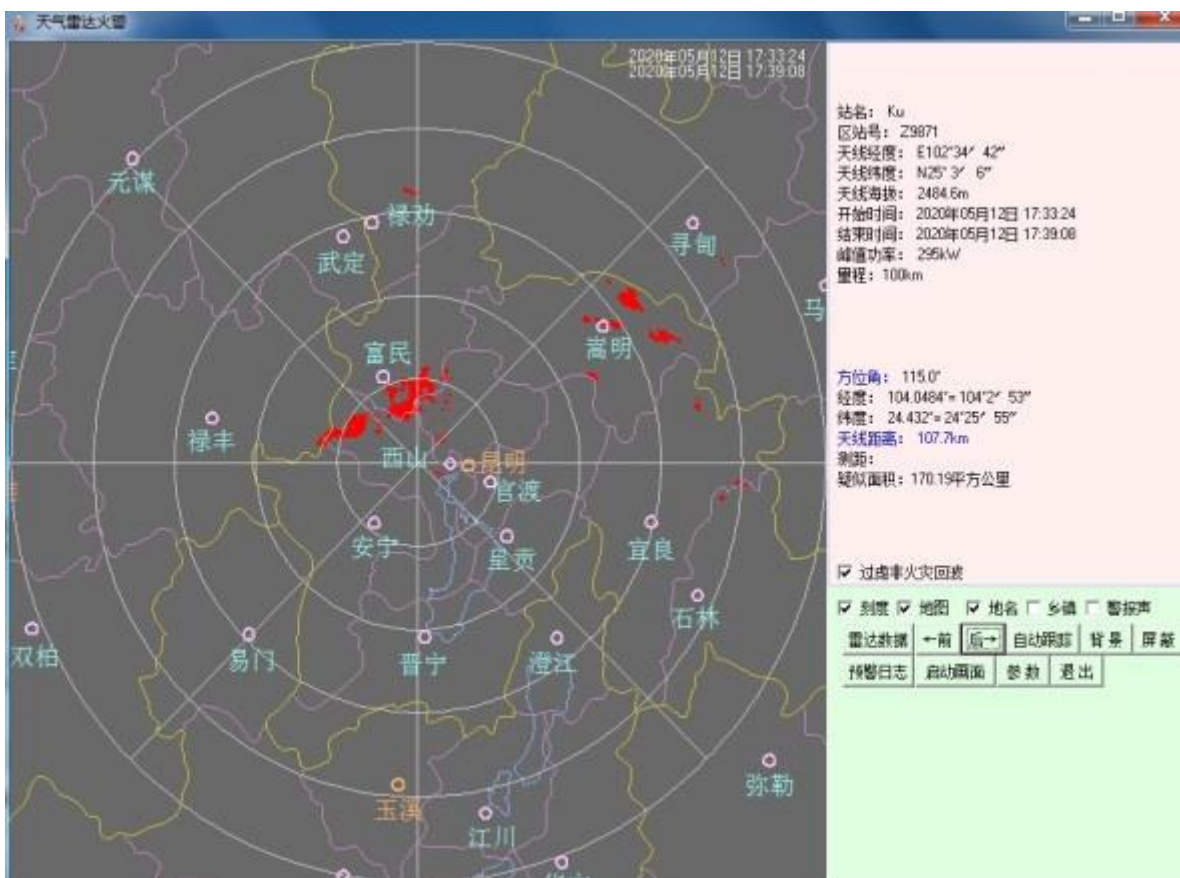 天气雷达火警
2020年05月12日 17:33:24
2020年05月12日 17:39:08
元谋
禄劝
武定
寻甸
马
嵩明
富民
禄丰
西山
昆明
官渡
安宁
呈贡
宜良
石林
双柏
易门
晋宁
澄江
玉溪
江川
弥勒
站名: Ku
区站号: Z9871
天线经度: E102°34′ 42″
天线纬度: N25° 3′ 6″
天线海拔: 2484.6m
开始时间: 2020年05月12日 17:33:24
结束时间: 2020年05月12日 17:39:08
峰值功率: 295kW
量程: 100km
方位角: 115.0°
经度: 104.0484°= 104°2′ 53″
纬度: 24.432°= 24°25′ 55″
天线距离: 107.7km
测距:
疑似面积: 170.19平方公里
过虑非火灾回波
刻度 地图 地名 乡镇 警报声
雷达数据 ←前 后→ 自动跟踪 背景 屏蔽
预警日志 启动画面 参数 退出